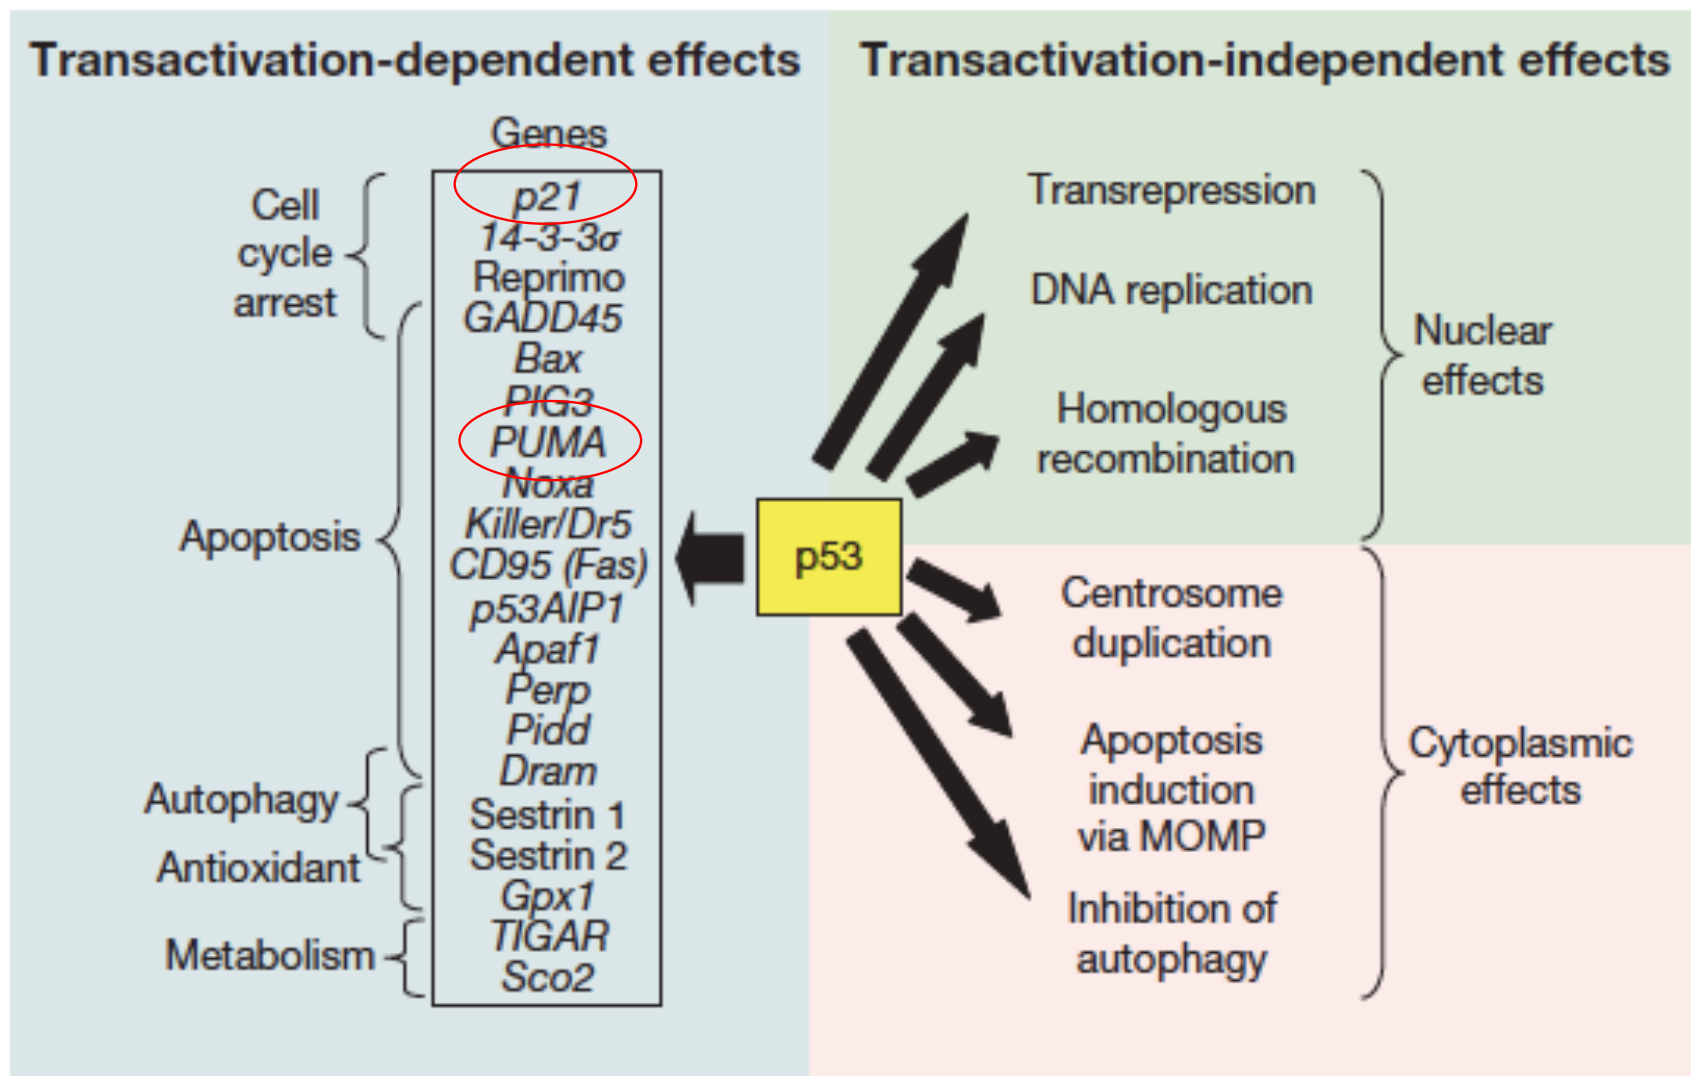 Transactivation-dependent effects
Transactivation-independent effects
Genes
Cell
cycle
arrest
Apoptosis
Autophagy
Antioxidant
Metabolism
p21
14-3-3σ
Reprimo
GADD45
Bax
PIG3
PUMA
Noxa
Killer/Dr5
CD95 (Fas)
p53AIP1
Apaf1
Perp
Pidd
Dram
Sestrin 1
Sestrin 2
Gpx1
TIGAR
Sco2
p53
Transrepression
DNA replication
Homologous
recombination
Nuclear
effects
Centrosome
duplication
Apoptosis
induction
via MOMP
Inhibition of
autophagy
Cytoplasmic
effects